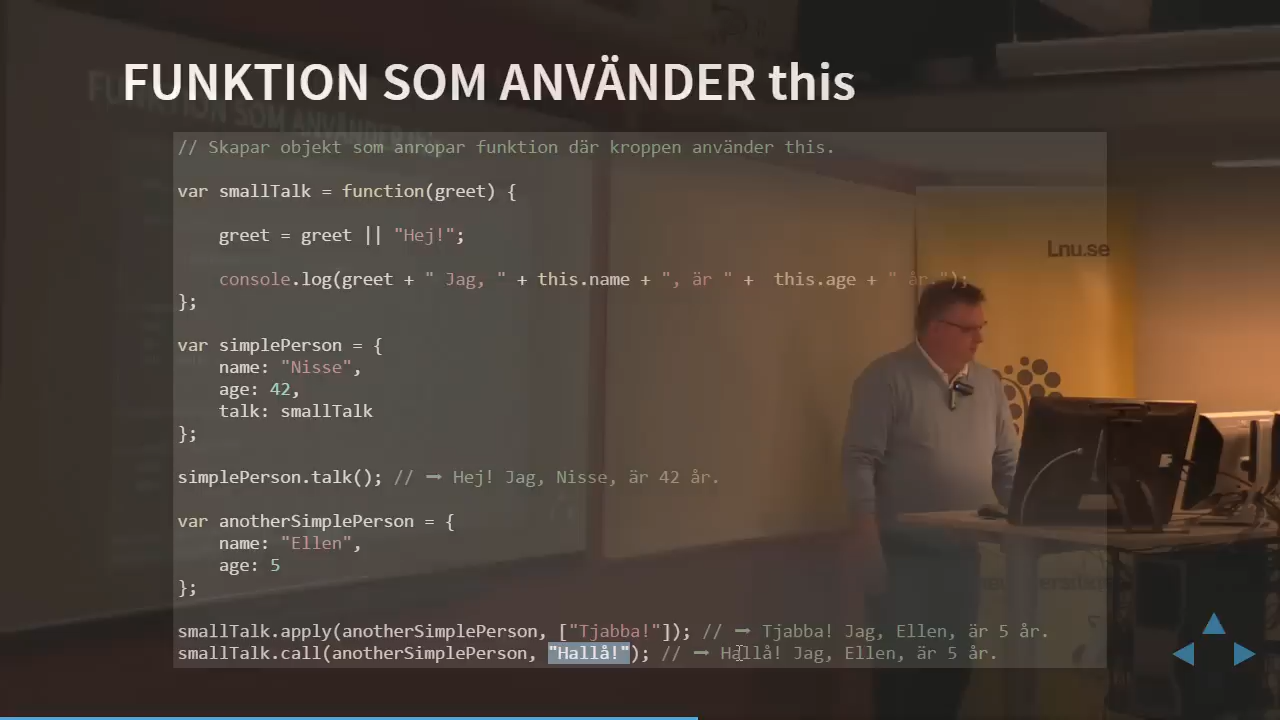 FUNKTION SOM ANVÄNDER this
// Skapar objekt som anropar funktion där kroppen använder this.
var smallTalk = function(greet) {
greet = greet || "Hej!";
console.log(greet + " Jag, " + this.name + ", är " +  this.age + " år.");
};
var simplePerson = {
name: "Nisse",
age: 42,
talk: smallTalk
};
simplePerson.talk(); // ➞ Hej! Jag, Nisse, är 42 år.
var anotherSimplePerson = {
name: "Ellen",
age: 5
};
smallTalk.apply(anotherSimplePerson, ["Tjabba!"]); // ➞ Tjabba! Jag, Ellen, är 5 år.
smallTalk.call(anotherSimplePerson, "Hallå!"); // ➞ Hallå! Jag, Ellen, är 5 år.
Lnu.se